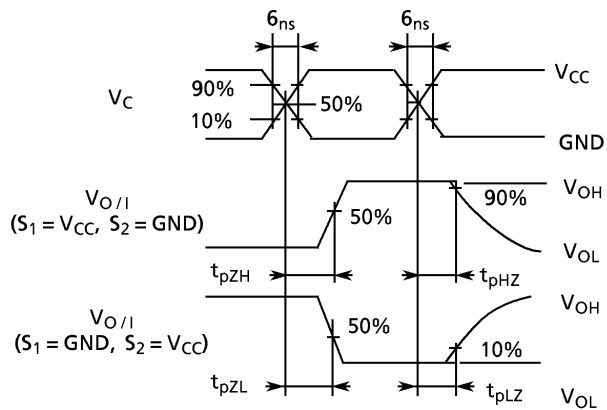 6ns 6ns
VCC
90%
VC 50%
10%
GND
VOH
VO/I 90%
(S1 = VCC, S2 = GND) 50%
VOL
tpZH tpHZ
VOH
VO/I 50%
(S1 = GND, S2 = VCC) 10%
tpZL tpLZ
VOL